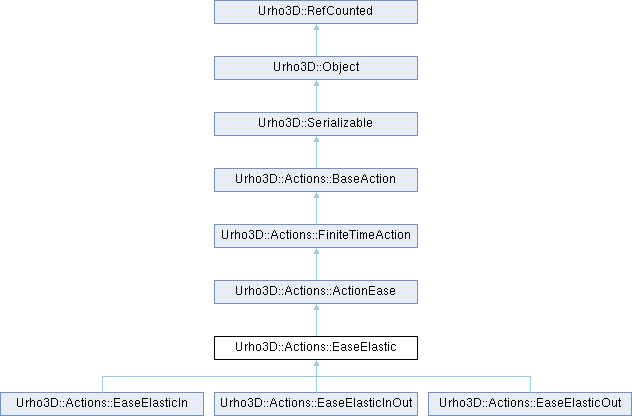 Urho3D::RefCounted
Urho3D::Object
Urho3D::Serializable
Urho3D::Actions::BaseAction
Urho3D::Actions::FiniteTimeAction
Urho3D::Actions::ActionEase
Urho3D::Actions::EaseElastic
Urho3D::Actions::EaseElasticIn
Urho3D::Actions::EaseElasticInOut
Urho3D::Actions::EaseElasticOut